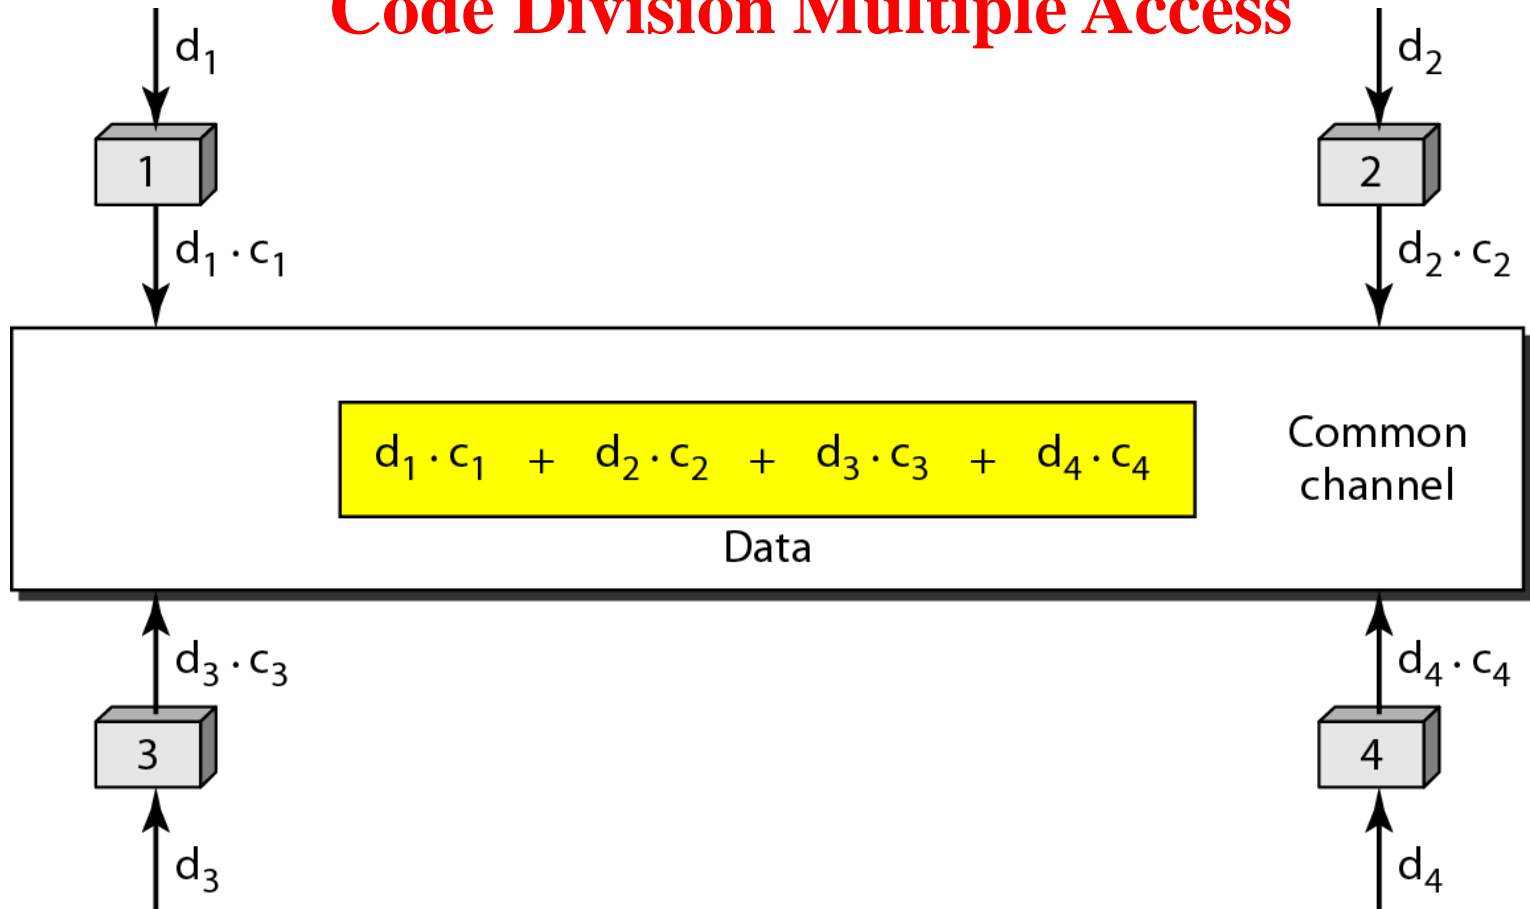 Code Division Multiple Access
d₁ d₂
1 2
d₁ · c₁ d₂ · c₂
d₁ · c₁ + d₂ · c₂ + d₃ · c₃ + d₄ · c₄
Common
channel
Data
d₃ · c₃ d₄ · c₄
3 4
d₃ d₄